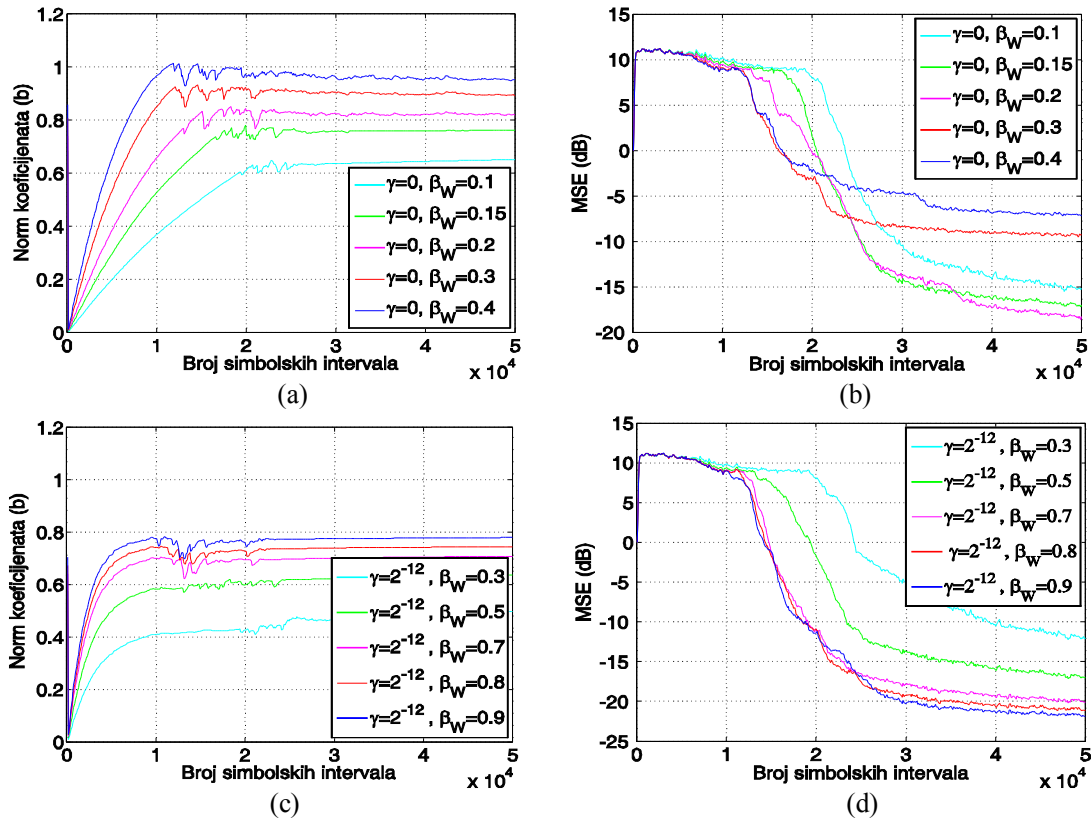 1.2
1
0.8
0.6
0.4
0.2
0
Norm koeficijenata (b)
γ=0, β_W=0.1
γ=0, β_W=0.15
γ=0, β_W=0.2
γ=0, β_W=0.3
γ=0, β_W=0.4
0 1 2 3 4 5
Broj simbolskih intervala
x 10^4
(a)
15
10
5
0
-5
-10
-15
-20
MSE (dB)
γ=0, β_W=0.1
γ=0, β_W=0.15
γ=0, β_W=0.2
γ=0, β_W=0.3
γ=0, β_W=0.4
0 1 2 3 4 5
Broj simbolskih intervala
x 10^4
(b)
1.2
1
0.8
0.6
0.4
0.2
0
Norm koeficijenata (b)
γ=2^-12, β_W=0.3
γ=2^-12, β_W=0.5
γ=2^-12, β_W=0.7
γ=2^-12, β_W=0.8
γ=2^-12, β_W=0.9
0 1 2 3 4 5
Broj simbolskih intervala
x 10^4
(c)
15
10
5
0
-5
-10
-15
-20
-25
MSE (dB)
γ=2^-12, β_W=0.3
γ=2^-12, β_W=0.5
γ=2^-12, β_W=0.7
γ=2^-12, β_W=0.8
γ=2^-12, β_W=0.9
0 1 2 3 4 5
Broj simbolskih intervala
x 10^4
(d)